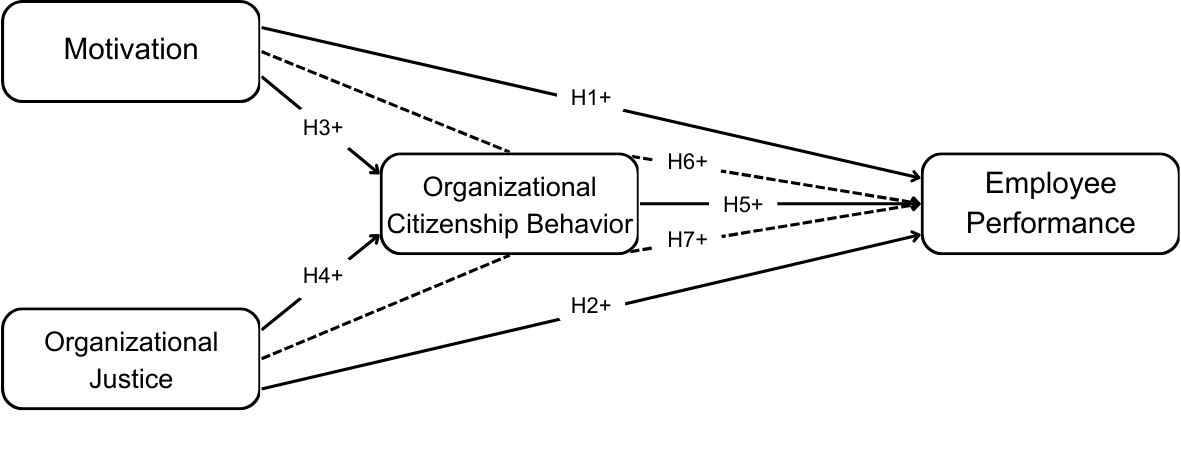 Motivation
H1+
H3+
H6+
Organizational
Citizenship Behavior
H5+
Employee
Performance
H7+
H4+
H2+
Organizational
Justice